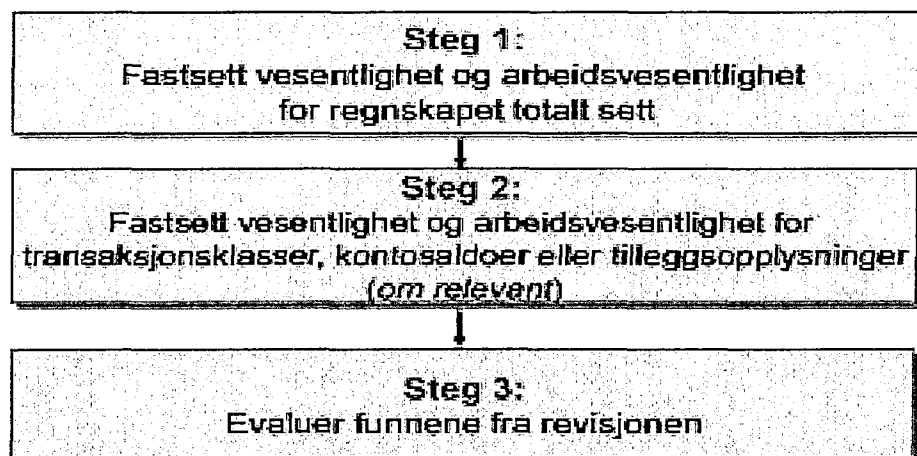 Steg 1:
Fastsett vesentlighet og arbeidsvesentlighet
for regnskapet totalt sett
Steg 2:
Fastsett vesentlighet og arbeidsvesentlighet for
transaksjonsklasser, kontosaldoer eller tilleggsopplysninger
(om relevant)
Steg 3:
Evaluer funnene fra revisjonen